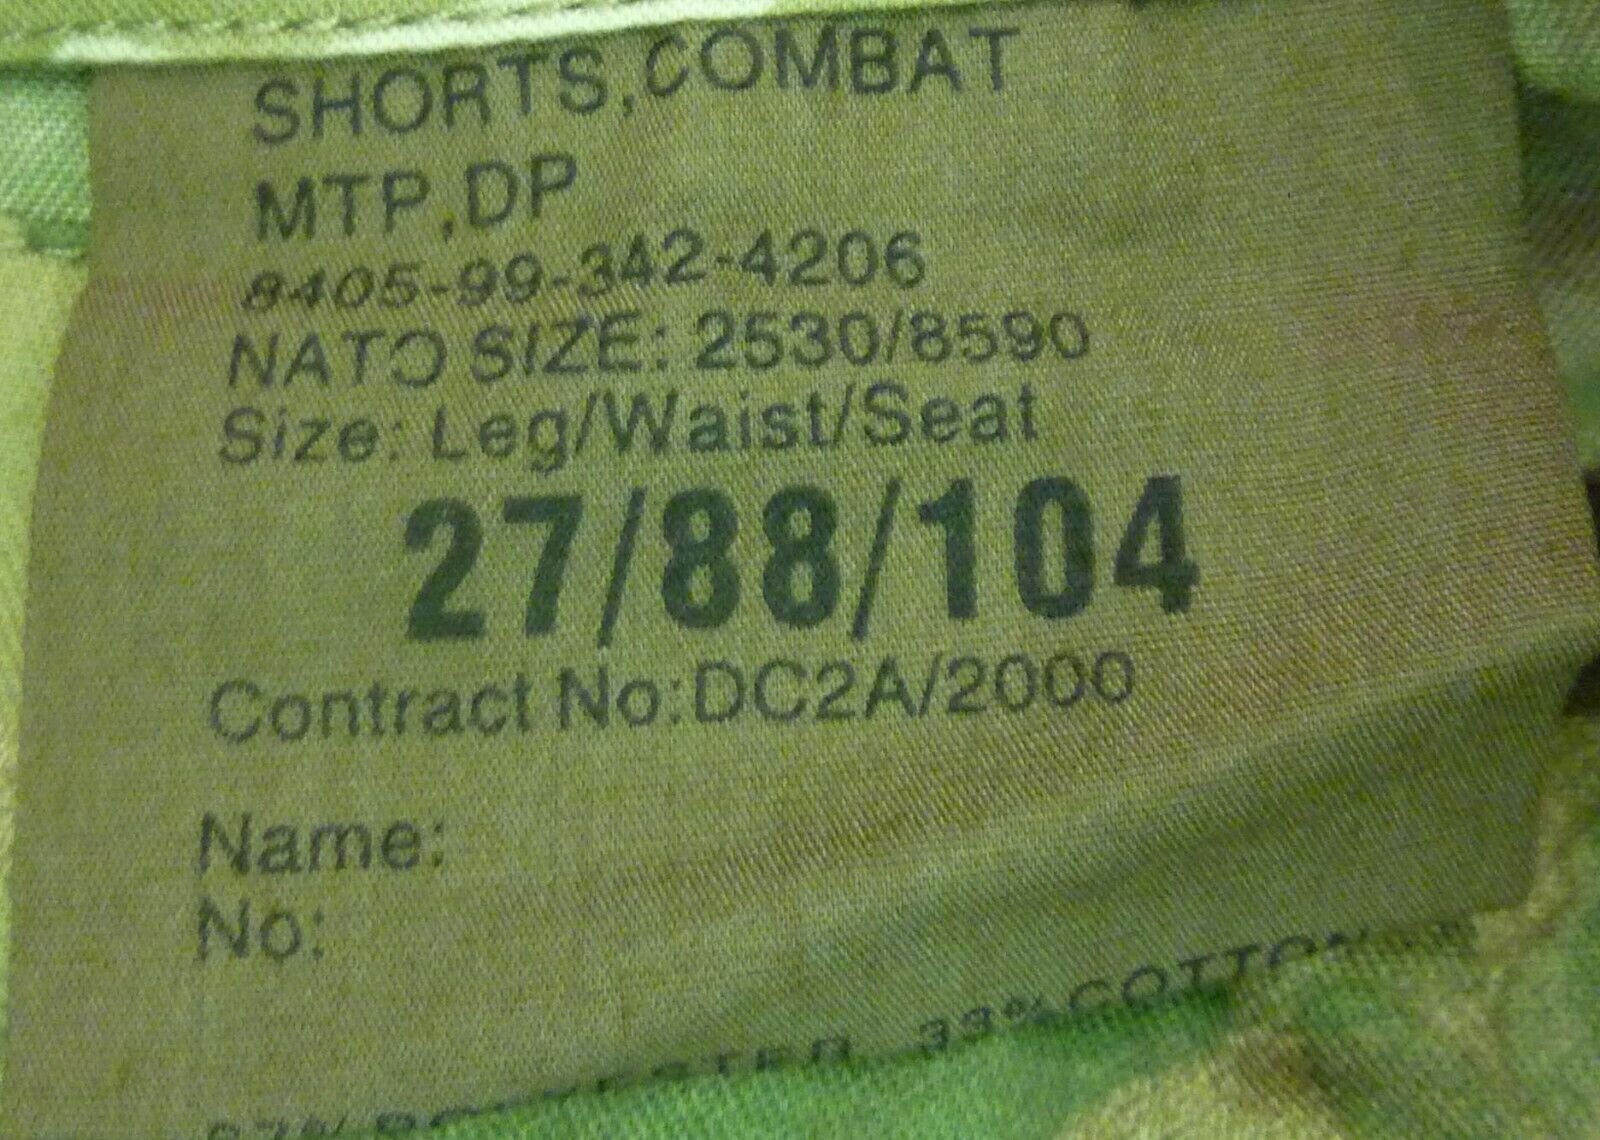 SHORTS,COMBAT
MTP,DP
8405-99-342-4206
NATO SIZE: 2530/8590
Size: Leg/Waist/Seat
27/88/104
Contract No:DC2A/2000
Name:
No:
COTTON